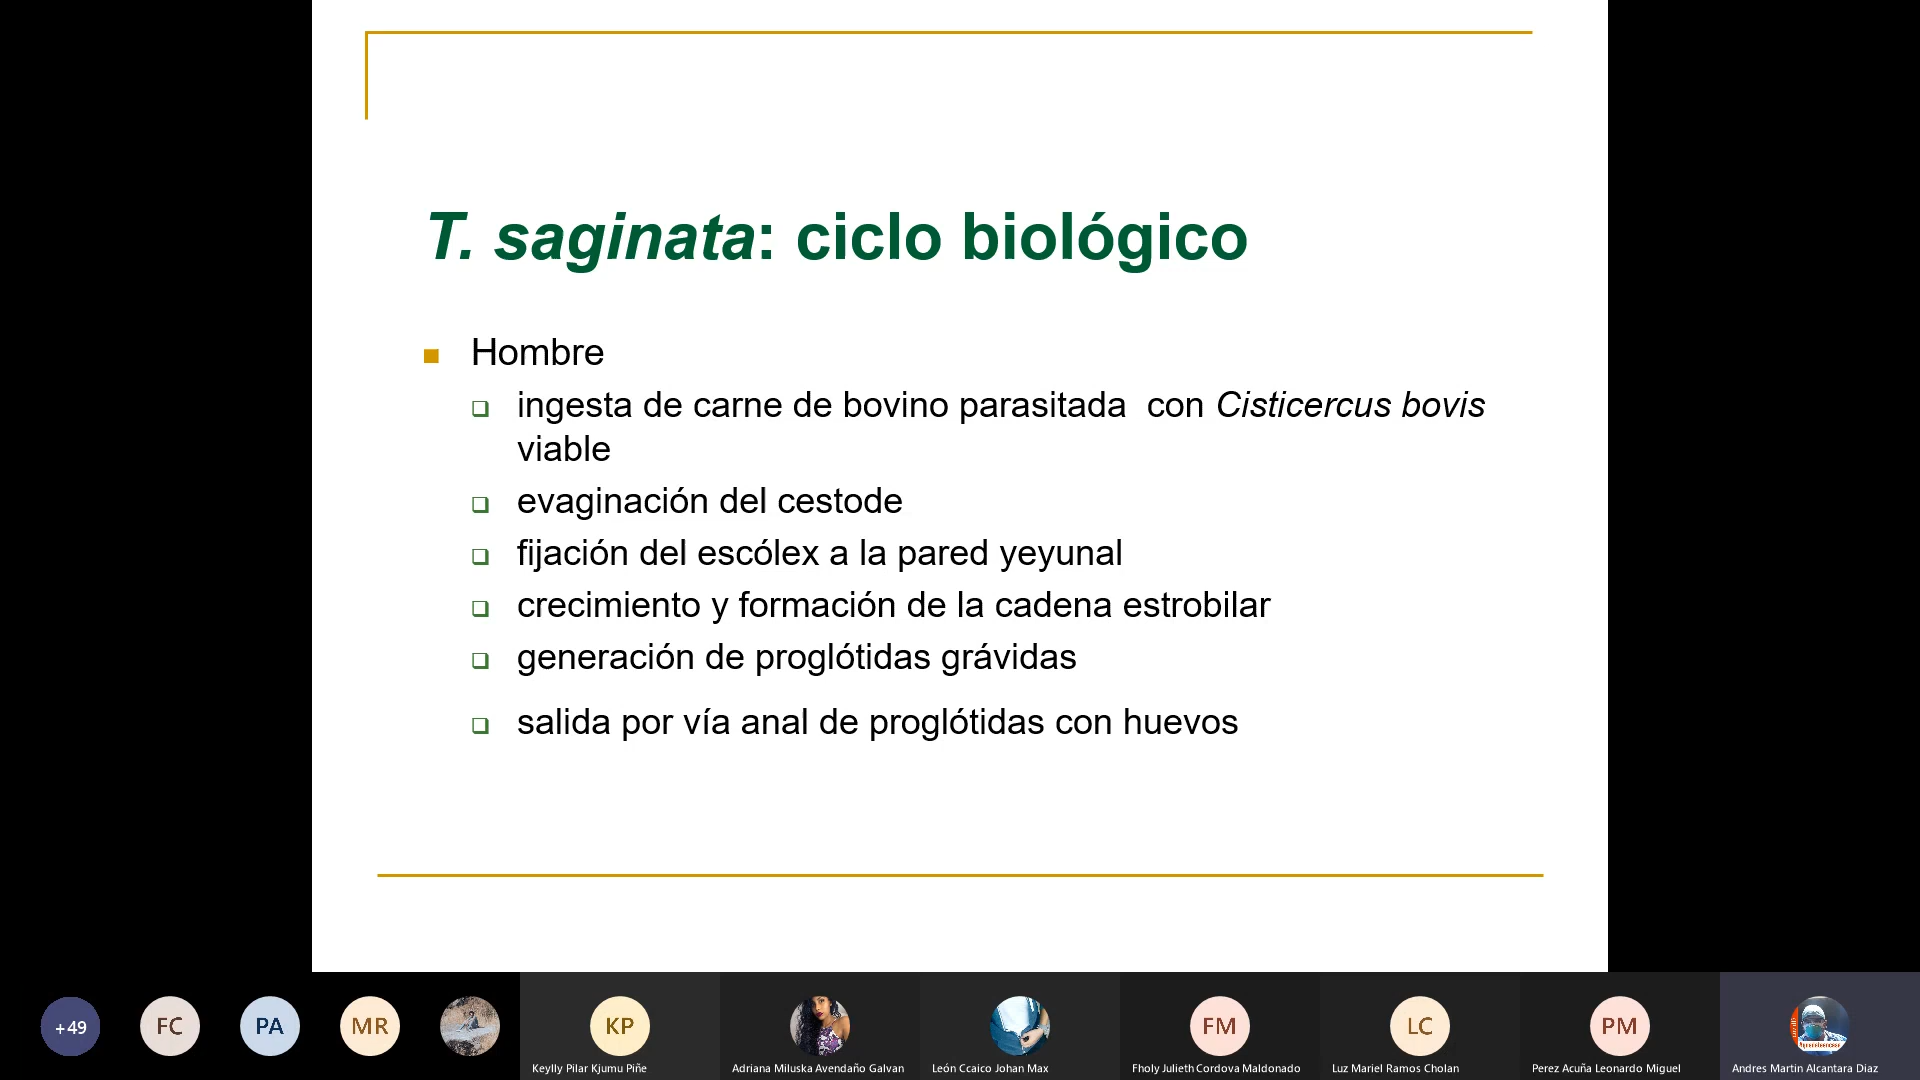 T. saginata: ciclo biológico
Hombre
ingesta de carne de bovino parasitada con Cisticercus bovis
viable
evaginación del cestode
fijación del escólex a la pared yeyunal
crecimiento y formación de la cadena estrobilar
generación de proglótidas grávidas
salida por vía anal de proglótidas con huevos
+49
FC
PA
MR
KP
FM
LC
PM
Keylly Pilar Kjumu Piñe
Adriana Miluska Avendaño Galvan
León Ccaico Johan Max
Fholy Julieth Cordova Maldonado
Luz Mariel Ramos Cholan
Perez Acuña Leonardo Miguel
Andres Martin Alcantara Diaz